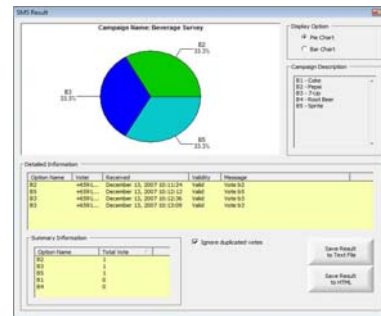 SMS Result
Campaign Name: Beverage Survey
B2
33.3%
B3
33.3%
B5
33.3%
Display Option
Pie Chart
Bar Chart
Campaign Description
B1 - Coke
B2 - Pepsi
B3 - 7-Up
B4 - Root Beer
B5 - Sprite
Detailed Information
Option Name Voter Received Validity Message
B2 +6591... December 13, 2007 10:11:24 Valid Vote b2
B5 +6591... December 13, 2007 10:12:12 Valid Vote b5
B3 +6591... December 13, 2007 10:12:36 Valid Vote b3
B3 +6591... December 13, 2007 10:13:09 Valid Vote b3
Summary Information
Option Name Total Vote
B2 1
B3 1
B5 1
B1 0
B4 0
Ignore duplicated votes
Save Result
to Text File
Save Result
to HTML